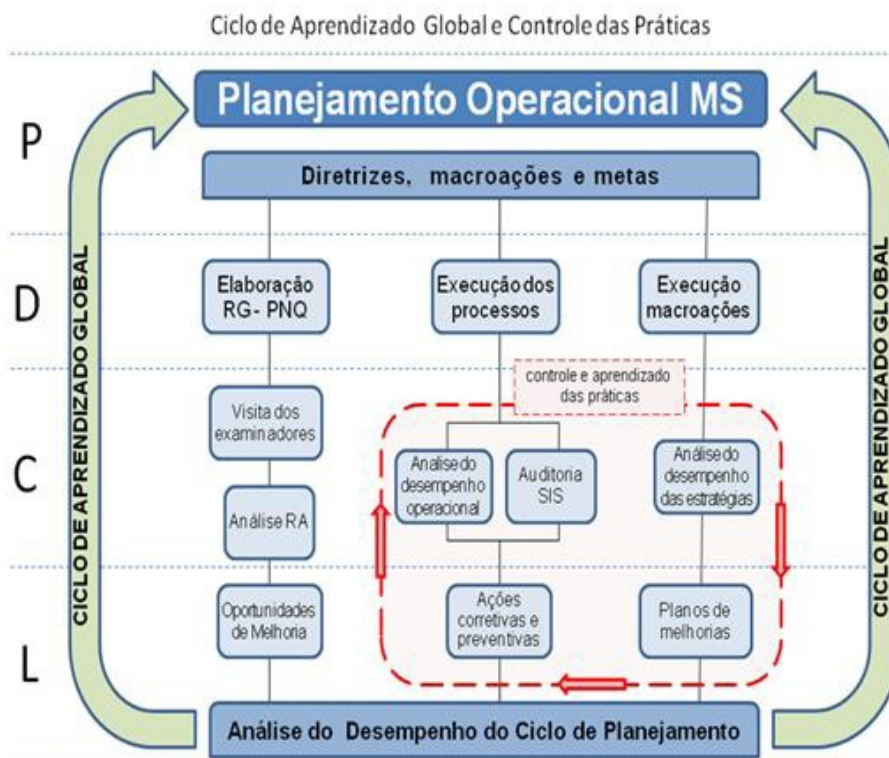 Ciclo de Aprendizado Global e Controle das Práticas
Planejamento Operacional MS
P
Diretrizes, macroações e metas
CICLO DE APRENDIZADO GLOBAL
CICLO DE APRENDIZADO GLOBAL
D
Elaboração
RG- PNQ
Execução dos
processos
Execução
macroações
controle e aprendizado
das práticas
C
Visita dos
examinadores
Análise do
desempenho
operacional
Auditoria
SIS
Análise do
desempenho
das estratégias
Análise RA
L
Oportunidades
de Melhoria
Ações
corretivas e
preventivas
Planos de
melhorias
Análise do Desempenho do Ciclo de Planejamento